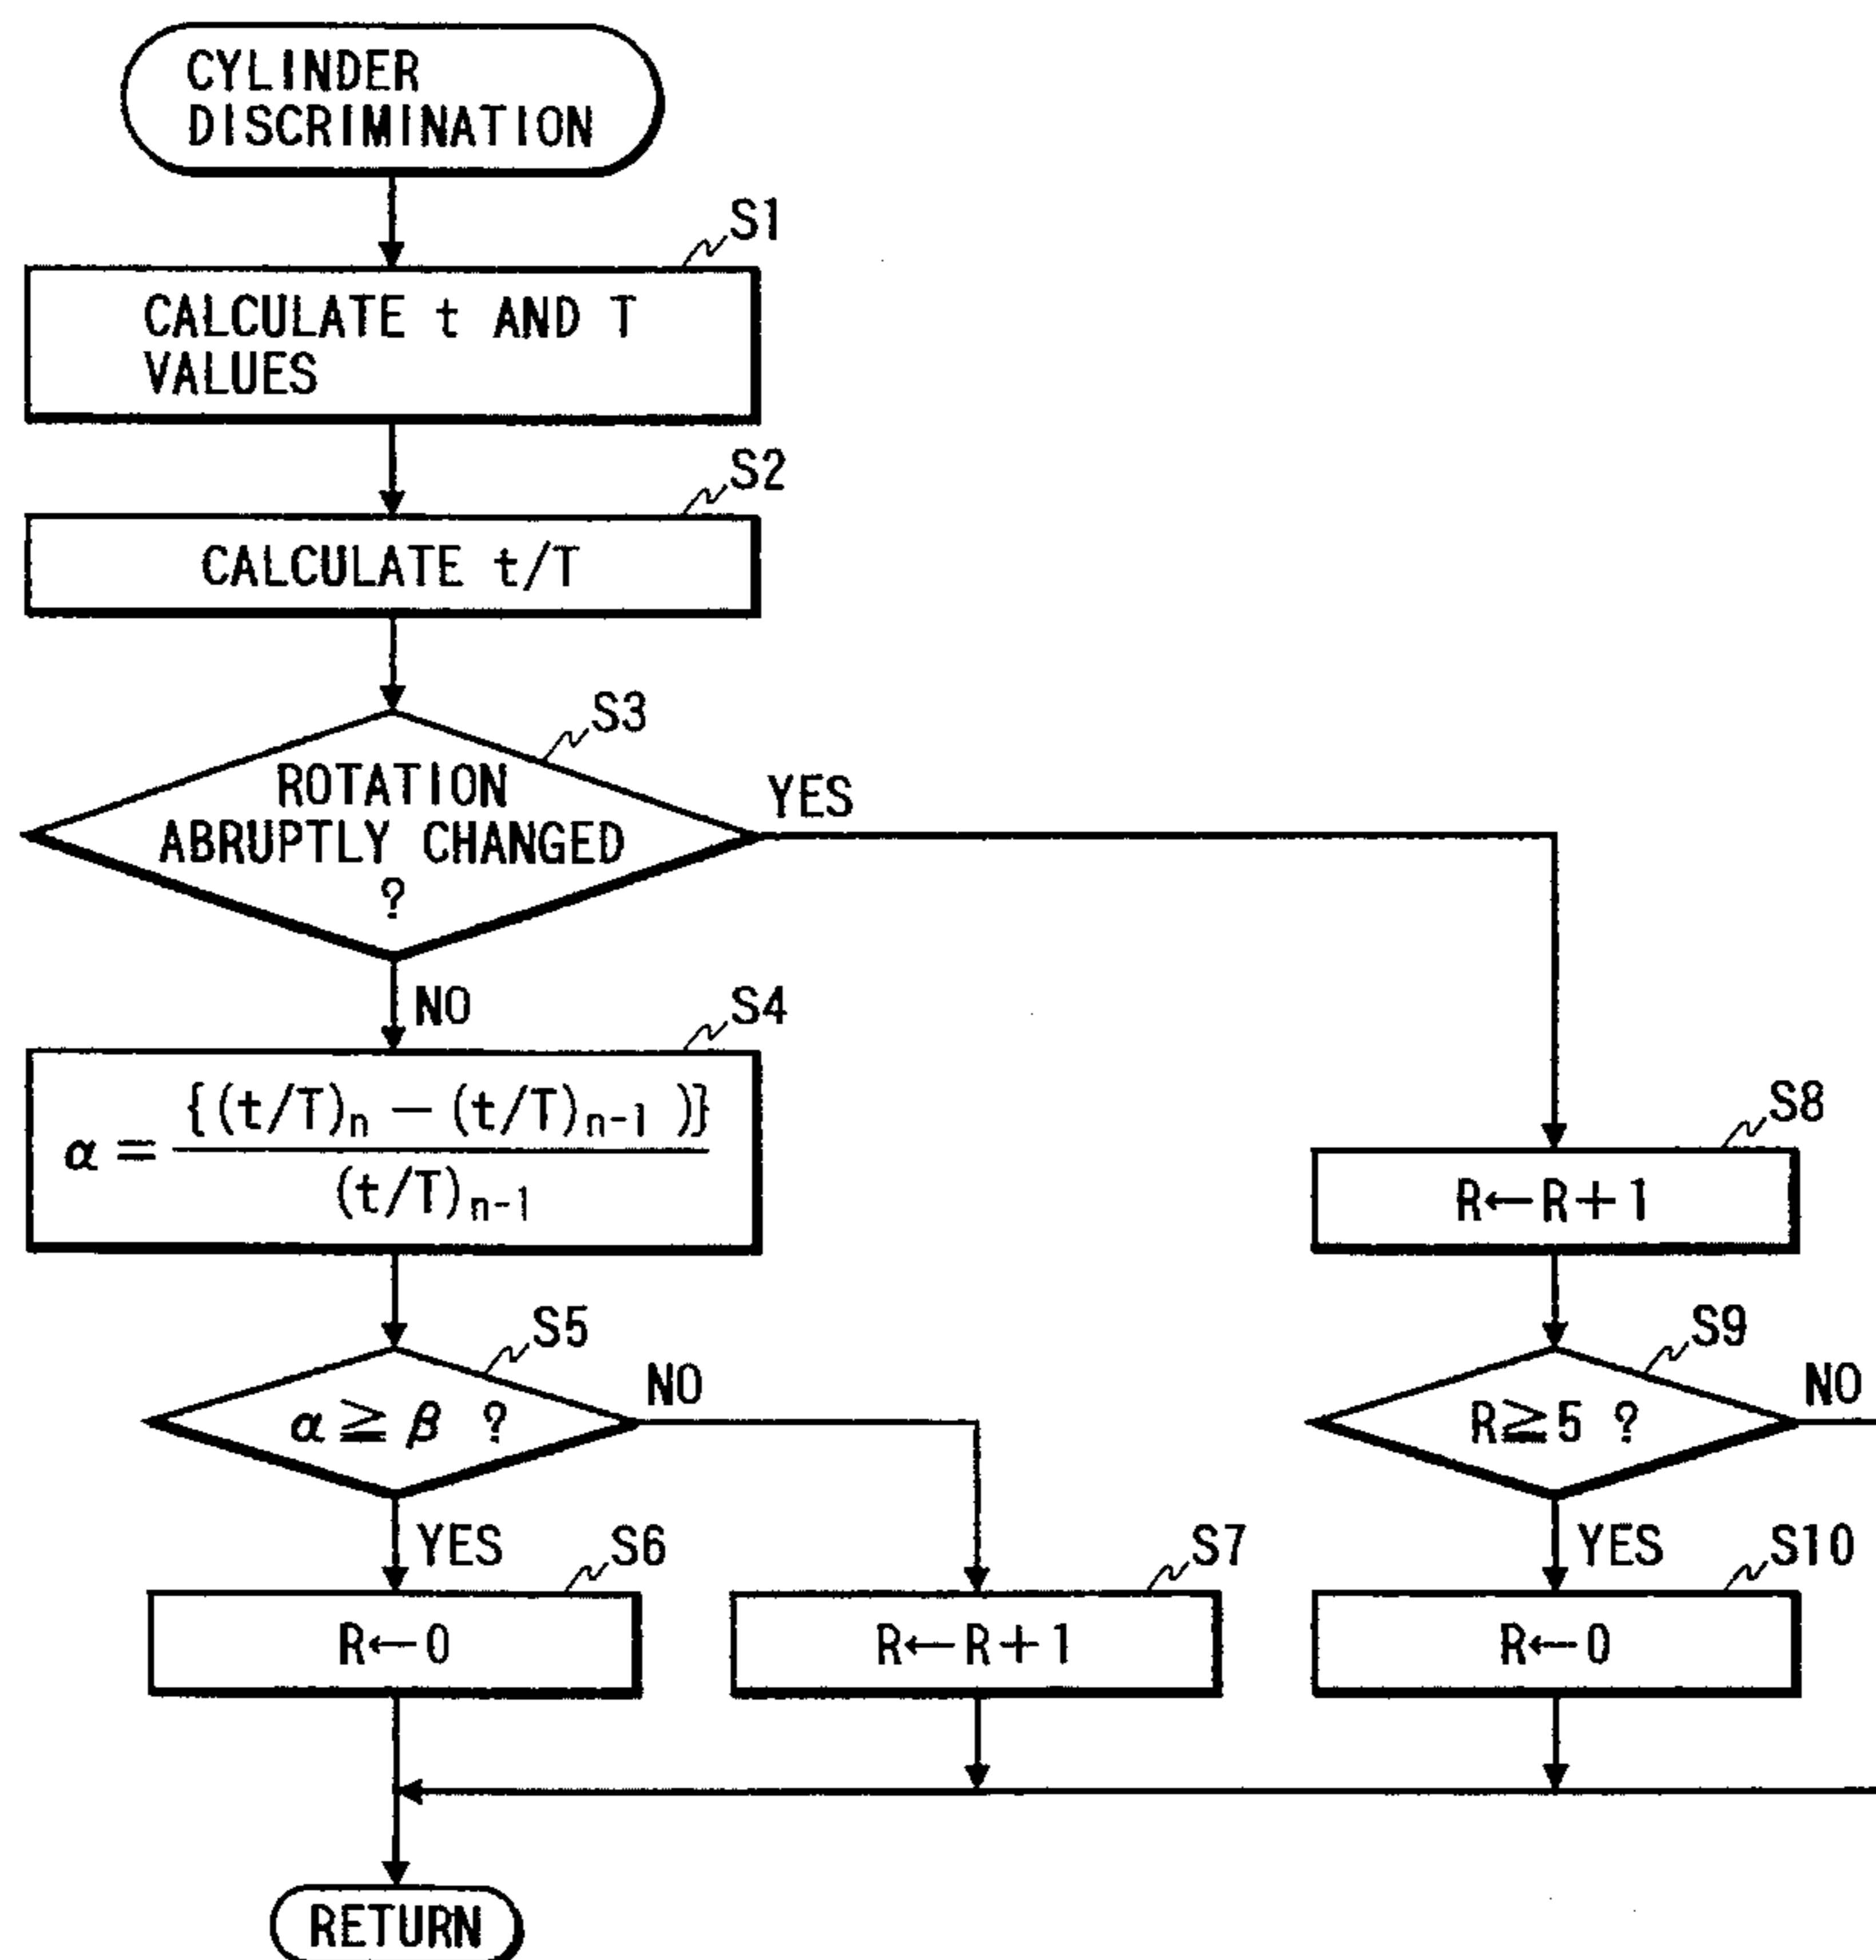 CYLINDER
DISCRIMINATION
S1
CALCULATE t AND T
VALUES
S2
CALCULATE t/T
S3
ROTATION
ABRUPTLY CHANGED
?
YES
NO
S4
α = {(t/T)n − (t/T)n-1 )}
(t/T)n-1
S8
R←R+1
S5
α ≧ β ?
NO
S9
R≧5 ?
NO
YES
S6
R←0
S7
R←R+1
YES
S10
R←0
RETURN